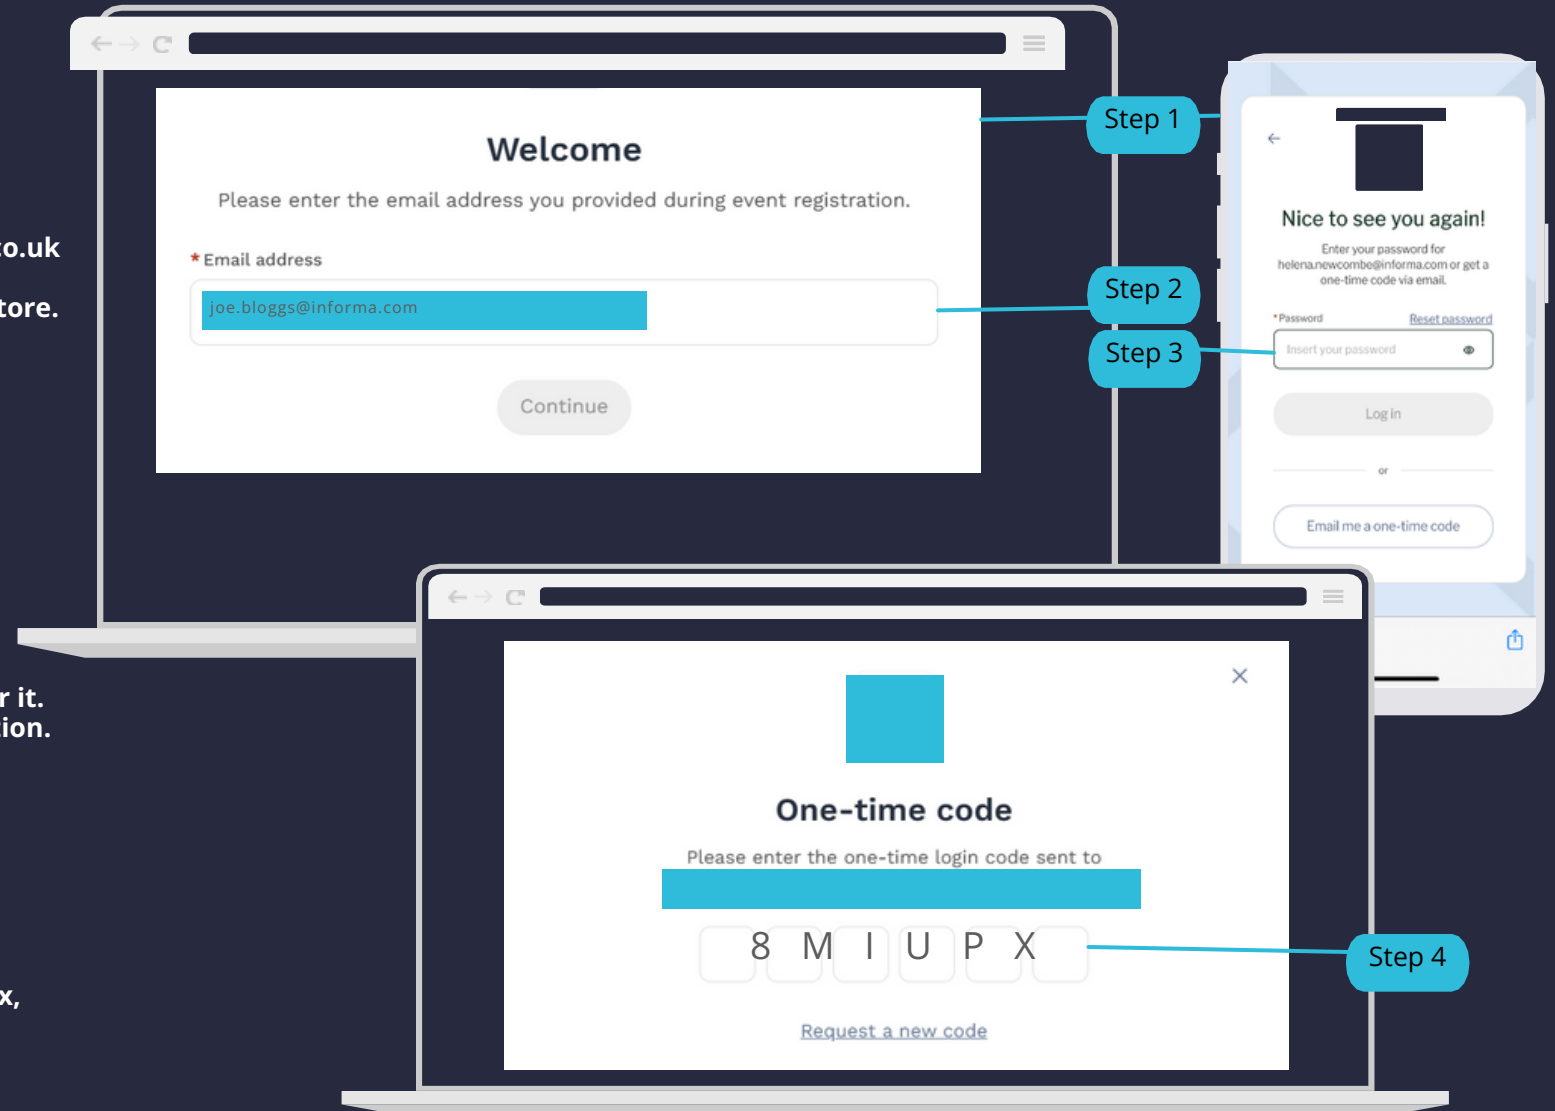 co.uk
tore.
r it.
tion.
x,
Welcome
Please enter the email address you provided during event registration.
* Email address
joe.bloggs@informa.com
Continue
Step 1
Step 2
Step 3
Nice to see you again!
Enter your password for
helena.newcombe@informa.com or get a
one-time code via email.
* Password
Reset password
Insert your password
Log in
or
Email me a one-time code
One-time code
Please enter the one-time login code sent to
8 M I U P X
Request a new code
Step 4